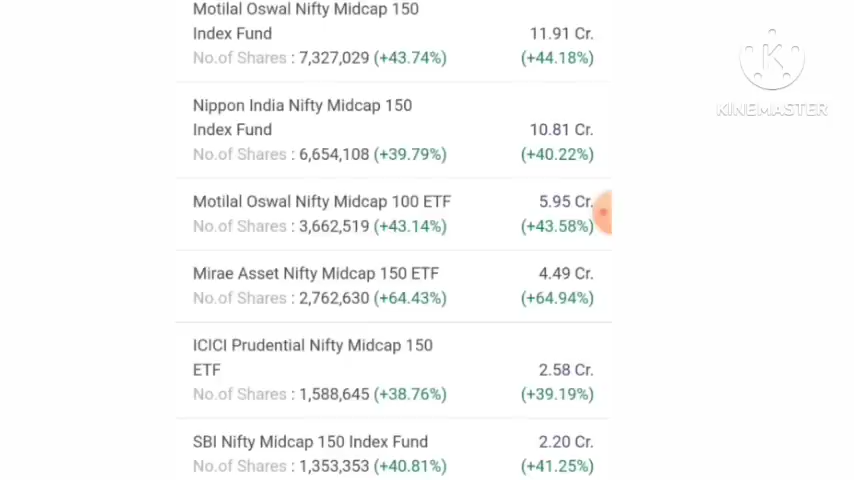 Motilal Oswal Nifty Midcap 150
Index Fund 11.91 Cr.
No.of Shares : 7,327,029 (+43.74%) (+44.18%)
Nippon India Nifty Midcap 150
Index Fund 10.81 Cr.
No.of Shares : 6,654,108 (+39.79%) (+40.22%)
Motilal Oswal Nifty Midcap 100 ETF 5.95 Cr.
No.of Shares : 3,662,519 (+43.14%) (+43.58%)
Mirae Asset Nifty Midcap 150 ETF 4.49 Cr.
No.of Shares : 2,762,630 (+64.43%) (+64.94%)
ICICI Prudential Nifty Midcap 150
ETF 2.58 Cr.
No.of Shares : 1,588,645 (+38.76%) (+39.19%)
SBI Nifty Midcap 150 Index Fund 2.20 Cr.
No.of Shares : 1,353,353 (+40.81%) (+41.25%)
K
KINEMASTER